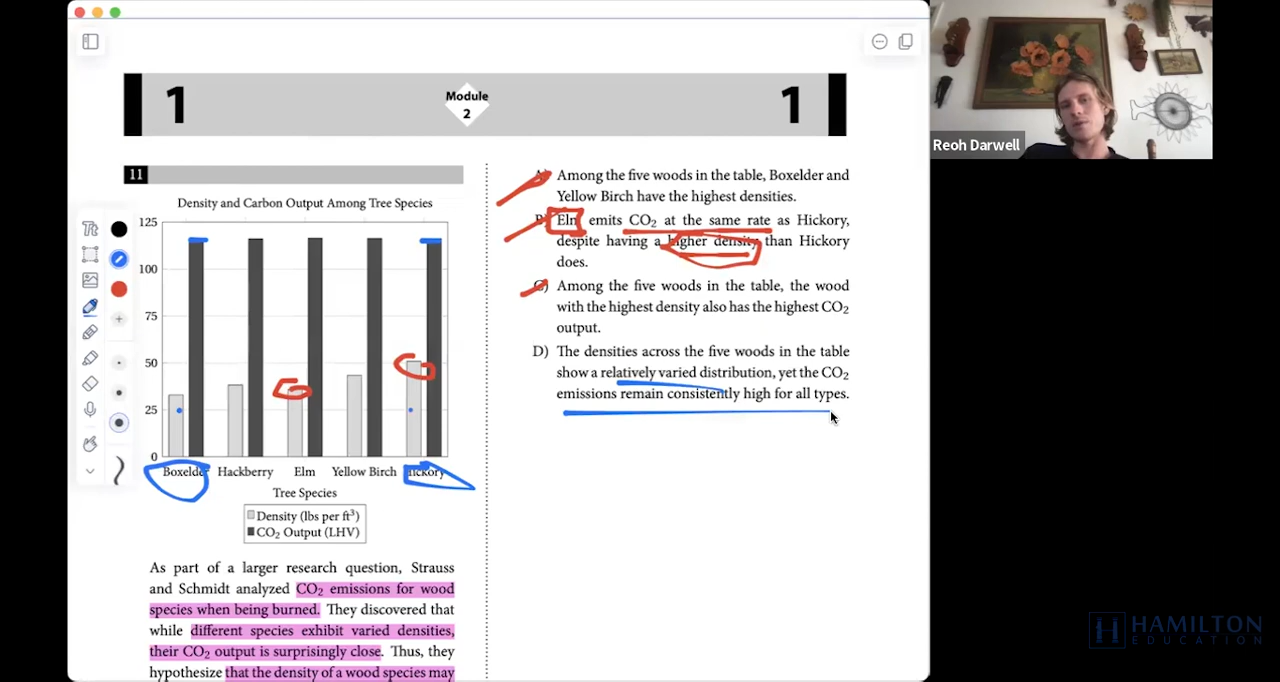 1
Module
2
1
11
Density and Carbon Output Among Tree Species
125
100
75
50
25
0
Boxelder Hackberry Elm Yellow Birch Hickory
Tree Species
Density (lbs per ft³)
CO₂ Output (LHV)
As part of a larger research question, Strauss
and Schmidt analyzed CO₂ emissions for wood
species when being burned. They discovered that
while different species exhibit varied densities,
their CO₂ output is surprisingly close. Thus, they
hypothesize that the density of a wood species may
A) Among the five woods in the table, Boxelder and
Yellow Birch have the highest densities.
B) Elm emits CO₂ at the same rate as Hickory,
despite having a higher density than Hickory
does.
C) Among the five woods in the table, the wood
with the highest density also has the highest CO₂
output.
D) The densities across the five woods in the table
show a relatively varied distribution, yet the CO₂
emissions remain consistently high for all types.
Reoh Darwell
HAMILTON
EDUCATION